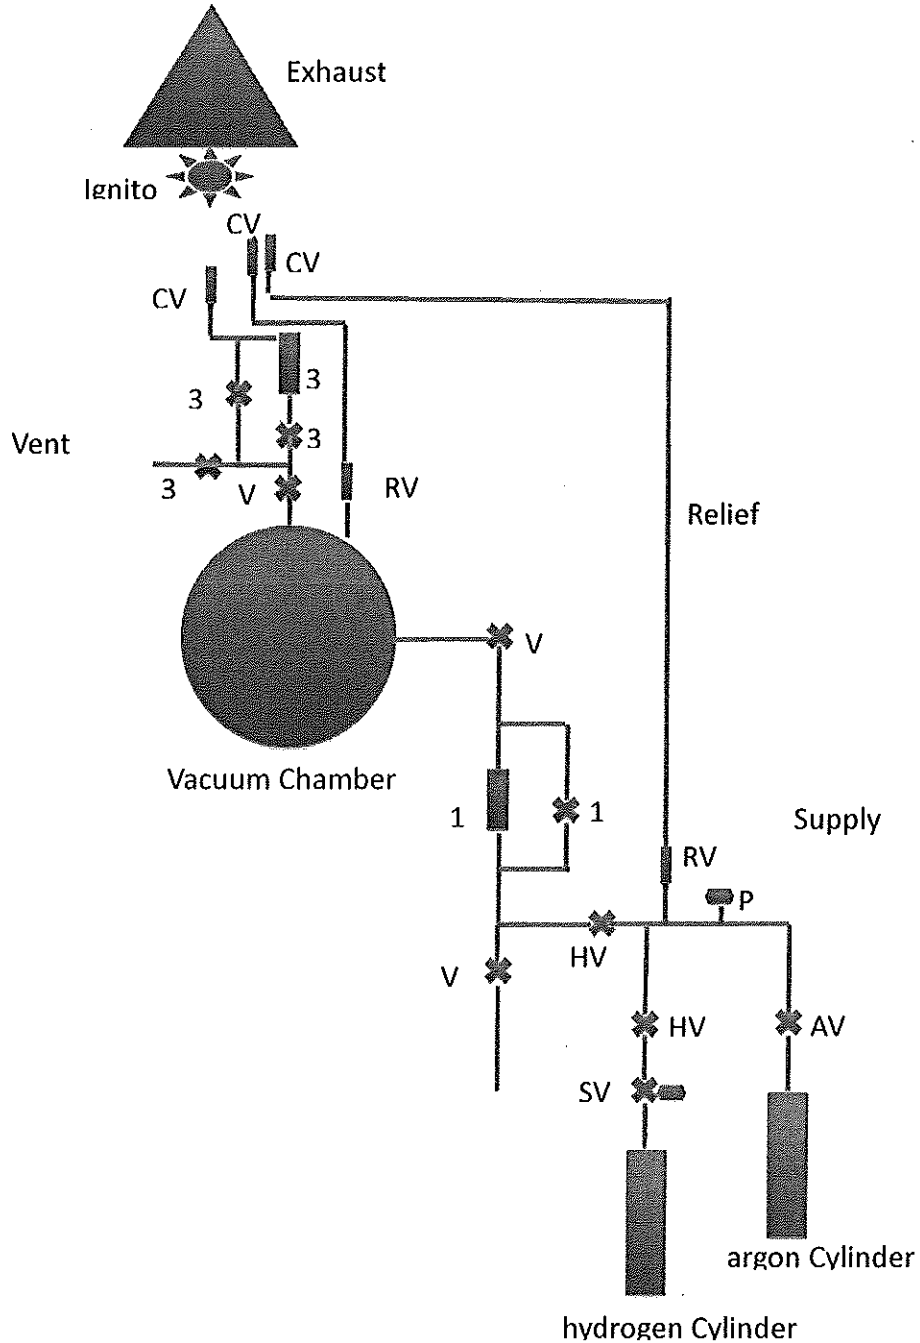 Exhaust
Ignito
CV
CV
CV
3
3
Vent
3
V
RV
Relief
V
Vacuum Chamber
1
1
Supply
RV
P
HV
V
HV
AV
SV
argon Cylinder
hydrogen Cylinder